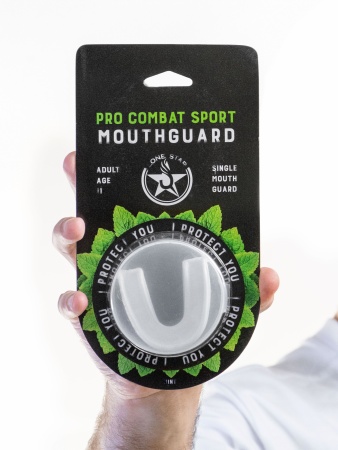 PRO COMBAT SPORT
MOUTHGUARD
ONE STAR
ADULT
AGE
11
SINGLE
MOUTH
GUARD
I PROTECT YOU
I PROTECT YOU
I PROTECT YOU
I PROTECT YOU